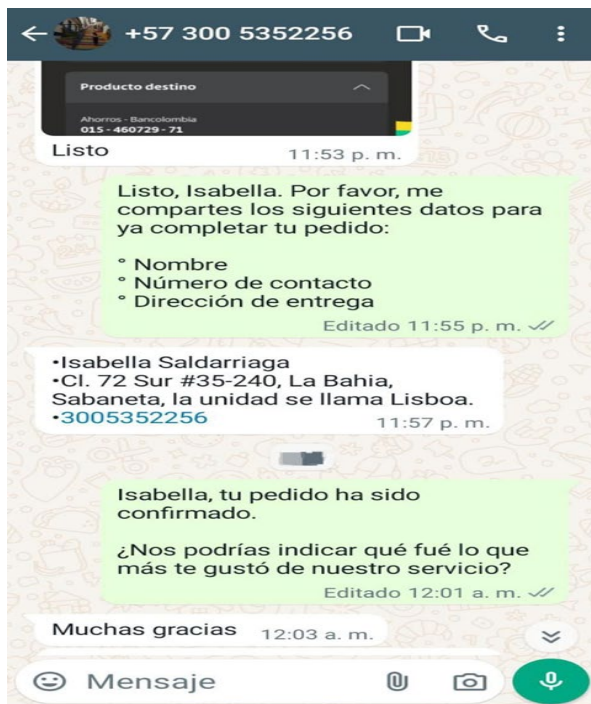 +57 300 5352256
Producto destino
Ahorros - Bancolombia
015 - 460729 - 71
Listo
11:53 p. m.
Listo, Isabella. Por favor, me
compartes los siguientes datos para
ya completar tu pedido:
° Nombre
° Número de contacto
° Dirección de entrega
Editado 11:55 p. m.
•Isabella Saldarriaga
•Cl. 72 Sur #35-240, La Bahia,
Sabaneta, la unidad se llama Lisboa.
•3005352256
11:57 p. m.
Isabella, tu pedido ha sido
confirmado.
¿Nos podrías indicar qué fué lo que
más te gustó de nuestro servicio?
Editado 12:01 a. m.
Muchas gracias
12:03 a. m.
Mensaje